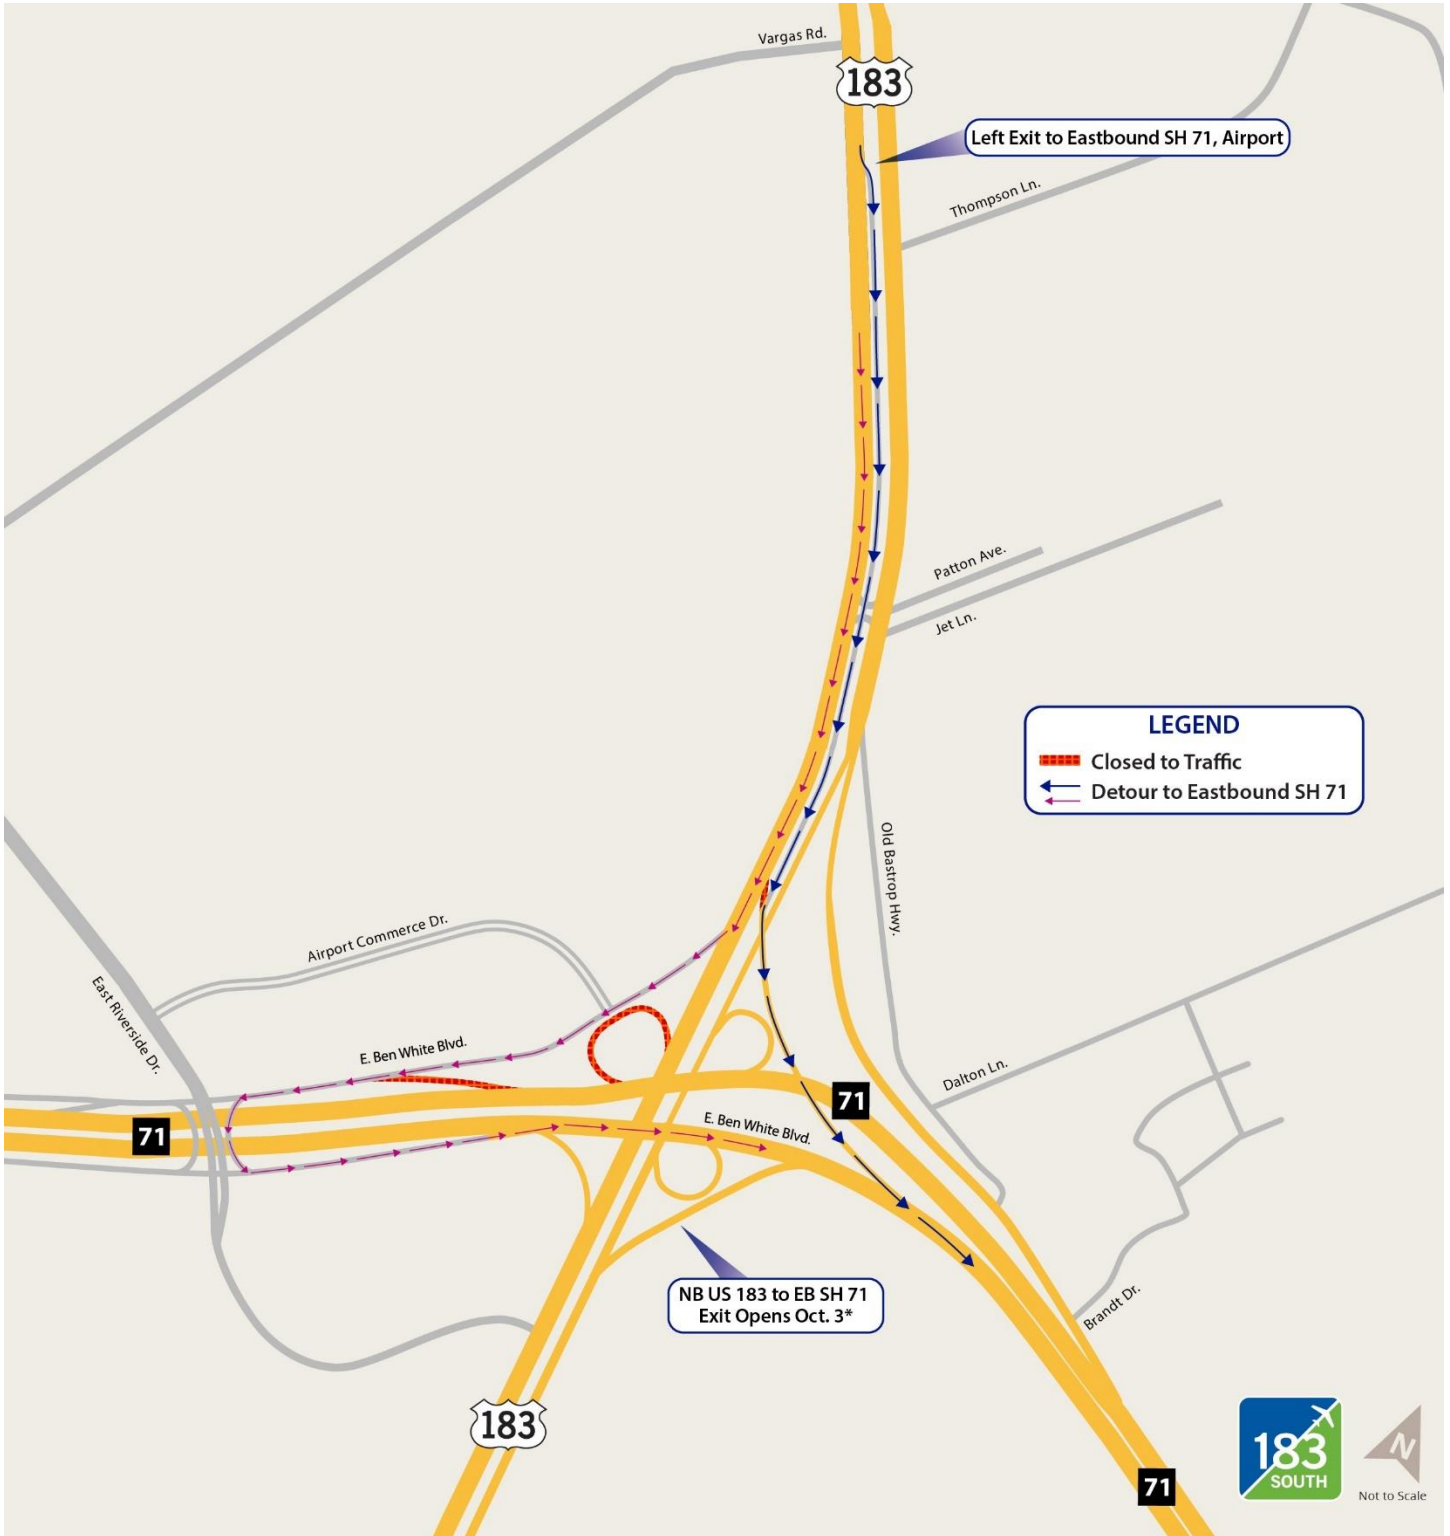 Vargas Rd.
183
Left Exit to Eastbound SH 71, Airport
Thompson Ln.
Patton Ave.
Jet Ln.
LEGEND
Closed to Traffic
Detour to Eastbound SH 71
Old Bastrop Hwy.
Airport Commerce Dr.
East Riverside Dr.
E. Ben White Blvd.
Dalton Ln.
71
71
E. Ben White Blvd.
NB US 183 to EB SH 71
Exit Opens Oct. 3*
Brandt Dr.
183
183
SOUTH
N
Not to Scale
71